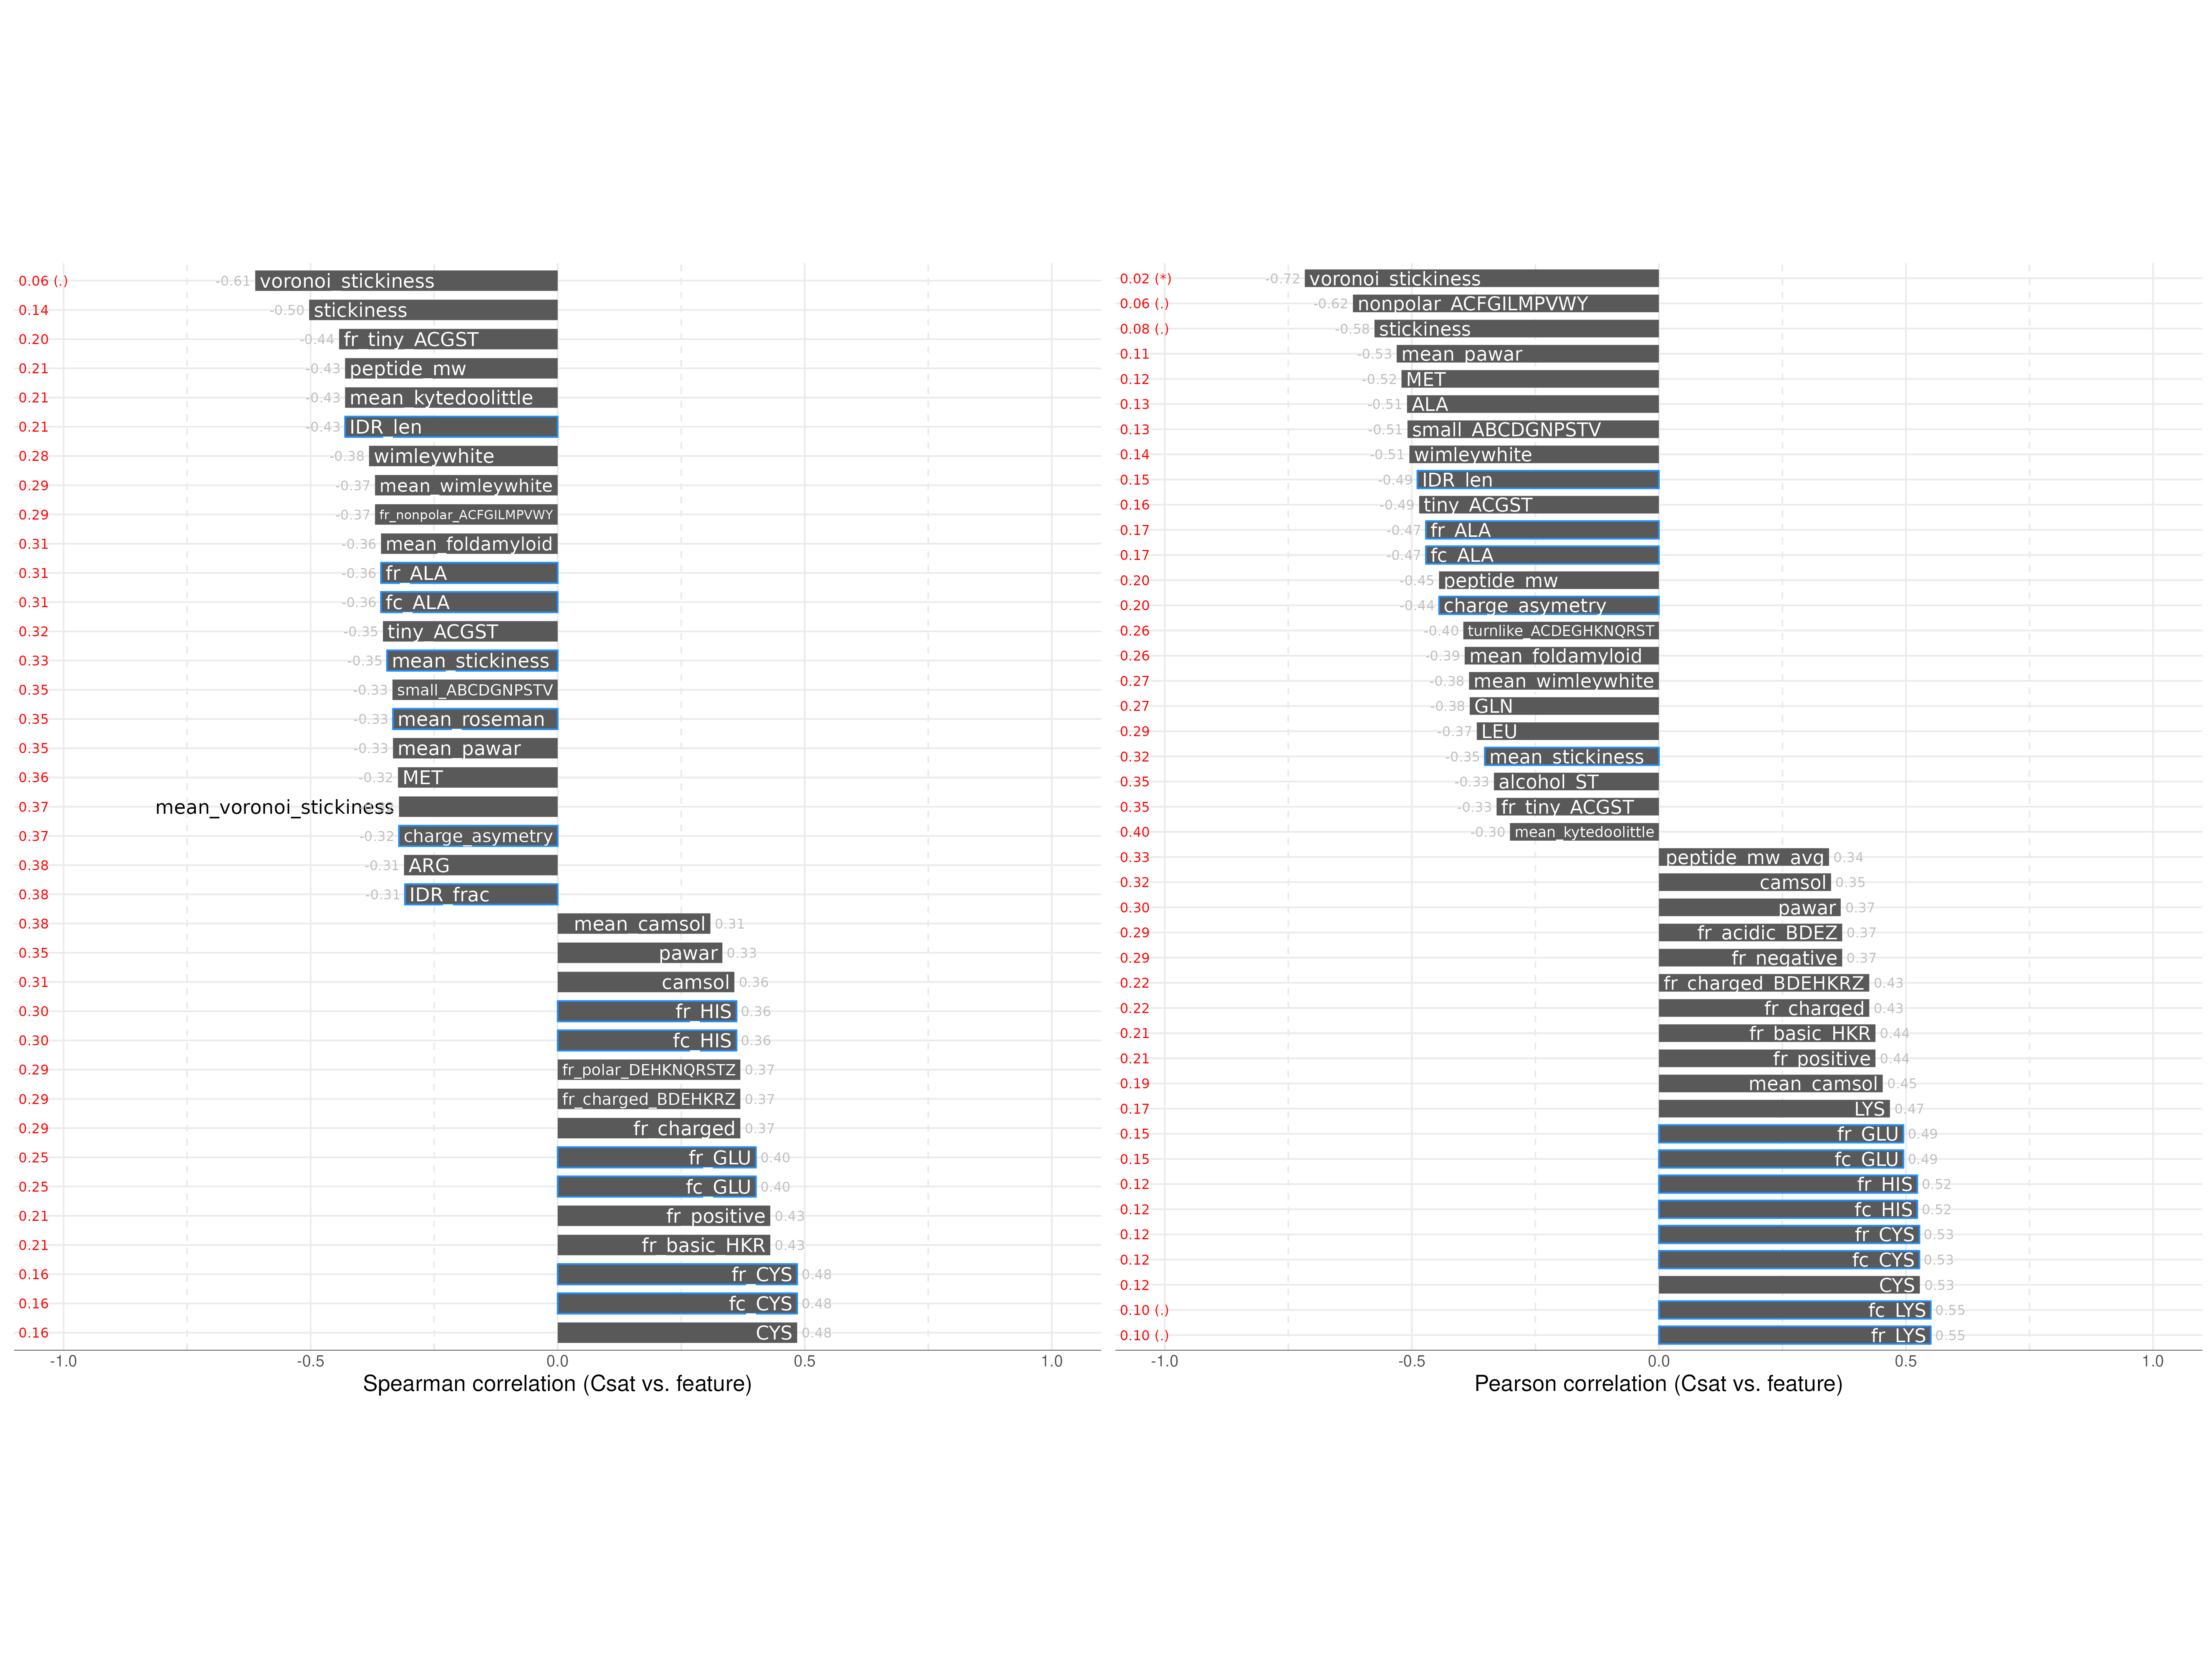 0.06 (.) -0.61 voronoi_stickiness
0.14 -0.50 stickiness
0.20 -0.44 fr_tiny_ACGST
0.21 -0.43 peptide_mw
0.21 -0.43 mean_kytedoolittle
0.21 -0.43 IDR_len
0.28 -0.38 wimleywhite
0.29 -0.37 mean_wimleywhite
0.29 -0.37 fr_nonpolar_ACFGILMPVWY
0.31 -0.36 mean_foldamyloid
0.31 -0.36 fr_ALA
0.31 -0.36 fc_ALA
0.32 -0.35 tiny_ACGST
0.33 -0.35 mean_stickiness
0.35 -0.33 small_ABCDGNPSTV
0.35 -0.33 mean_roseman
0.35 -0.33 mean_pawar
0.36 -0.32 MET
0.37 mean_voronoi_stickiness
0.37 -0.32 charge_asymetry
0.38 -0.31 ARG
0.38 -0.31 IDR_frac
0.38 mean_camsol 0.31
0.35 pawar 0.33
0.31 camsol 0.36
0.30 fr_HIS 0.36
0.30 fc_HIS 0.36
0.29 fr_polar_DEHKNQRSTZ 0.37
0.29 fr_charged_BDEHKRZ 0.37
0.29 fr_charged 0.37
0.25 fr_GLU 0.40
0.25 fc_GLU 0.40
0.21 fr_positive 0.43
0.21 fr_basic_HKR 0.43
0.16 fr_CYS 0.48
0.16 fc_CYS 0.48
0.16 CYS 0.48
-1.0 -0.5 0.0 0.5 1.0
Spearman correlation (Csat vs. feature)
0.02 (*) -0.72 voronoi_stickiness
0.06 (.) -0.62 nonpolar_ACFGILMPVWY
0.08 (.) -0.58 stickiness
0.11 -0.53 mean_pawar
0.12 -0.52 MET
0.13 -0.51 ALA
0.13 -0.51 small_ABCDGNPSTV
0.14 -0.51 wimleywhite
0.15 -0.49 IDR_len
0.16 -0.49 tiny_ACGST
0.17 -0.47 fr_ALA
0.17 -0.47 fc_ALA
0.20 -0.45 peptide_mw
0.20 -0.44 charge_asymetry
0.26 -0.40 turnlike_ACDEGHKNQRST
0.26 -0.39 mean_foldamyloid
0.27 -0.38 mean_wimleywhite
0.27 -0.38 GLN
0.29 -0.37 LEU
0.32 -0.35 mean_stickiness
0.35 -0.33 alcohol_ST
0.35 -0.33 fr_tiny_ACGST
0.40 -0.30 mean_kytedoolittle
0.33 peptide_mw_avg 0.34
0.32 camsol 0.35
0.30 pawar 0.37
0.29 fr_acidic_BDEZ 0.37
0.29 fr_negative 0.37
0.22 fr_charged_BDEHKRZ 0.43
0.22 fr_charged 0.43
0.21 fr_basic_HKR 0.44
0.21 fr_positive 0.44
0.19 mean_camsol 0.45
0.17 LYS 0.47
0.15 fr_GLU 0.49
0.15 fc_GLU 0.49
0.12 fr_HIS 0.52
0.12 fc_HIS 0.52
0.12 fr_CYS 0.53
0.12 fc_CYS 0.53
0.12 CYS 0.53
0.10 (.) fc_LYS 0.55
0.10 (.) fr_LYS 0.55
-1.0 -0.5 0.0 0.5 1.0
Pearson correlation (Csat vs. feature)